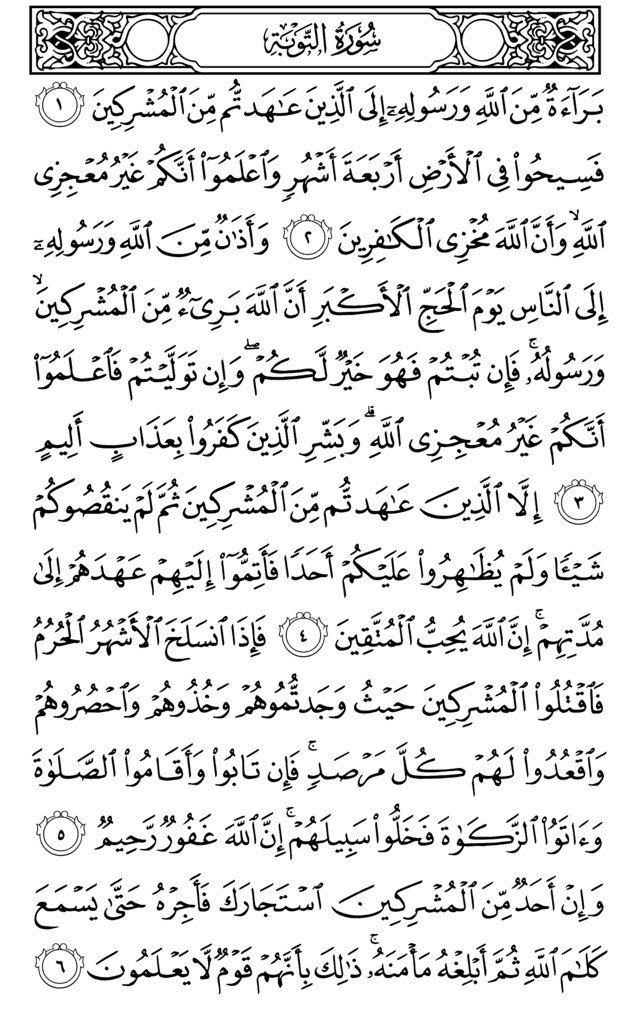 سُورَةُ التَّوۡبَةِ
بَرَآءَةٞ مِّنَ ٱللَّهِ وَرَسُولِهِۦٓ إِلَى ٱلَّذِينَ عَٰهَدتُّم مِّنَ ٱلۡمُشۡرِكِينَ ١
فَسِيحُواْ فِي ٱلۡأَرۡضِ أَرۡبَعَةَ أَشۡهُرٖ وَٱعۡلَمُوٓاْ أَنَّكُمۡ غَيۡرُ مُعۡجِزِي
ٱللَّهِ ۙ وَأَنَّ ٱللَّهَ مُخۡزِي ٱلۡكَٰفِرِينَ ٢ وَأَذَٰنٞ مِّنَ ٱللَّهِ وَرَسُولِهِۦٓ
إِلَى ٱلنَّاسِ يَوۡمَ ٱلۡحَجِّ ٱلۡأَكۡبَرِ أَنَّ ٱللَّهَ بَرِيٓءٞ مِّنَ ٱلۡمُشۡرِكِينَ ۙ
وَرَسُولُهُۥۚ فَإِن تُبۡتُمۡ فَهُوَ خَيۡرٞ لَّكُمۡۖ وَإِن تَوَلَّيۡتُمۡ فَٱعۡلَمُوٓاْ
أَنَّكُمۡ غَيۡرُ مُعۡجِزِي ٱللَّهِۗ وَبَشِّرِ ٱلَّذِينَ كَفَرُواْ بِعَذَابٍ أَلِيمٍ
٣ إِلَّا ٱلَّذِينَ عَٰهَدتُّم مِّنَ ٱلۡمُشۡرِكِينَ ثُمَّ لَمۡ يَنقُصُوكُمۡ
شَيۡـٔٗا وَلَمۡ يُظَٰهِرُواْ عَلَيۡكُمۡ أَحَدٗا فَأَتِمُّوٓاْ إِلَيۡهِمۡ عَهۡدَهُمۡ إِلَىٰ
مُدَّتِهِمۡۚ إِنَّ ٱللَّهَ يُحِبُّ ٱلۡمُتَّقِينَ ٤ فَإِذَا ٱنسَلَخَ ٱلۡأَشۡهُرُ ٱلۡحُرُمُ
فَٱقۡتُلُواْ ٱلۡمُشۡرِكِينَ حَيۡثُ وَجَدتُّمُوهُمۡ وَخُذُوهُمۡ وَٱحۡصُرُوهُمۡ
وَٱقۡعُدُواْ لَهُمۡ كُلَّ مَرۡصَدٖۚ فَإِن تَابُواْ وَأَقَامُواْ ٱلصَّلَوٰةَ
وَءَاتَوُاْ ٱلزَّكَوٰةَ فَخَلُّواْ سَبِيلَهُمۡۚ إِنَّ ٱللَّهَ غَفُورٞ رَّحِيمٞ ٥
وَإِنۡ أَحَدٞ مِّنَ ٱلۡمُشۡرِكِينَ ٱسۡتَجَارَكَ فَأَجِرۡهُ حَتَّىٰ يَسۡمَعَ
كَلَٰمَ ٱللَّهِ ثُمَّ أَبۡلِغۡهُ مَأۡمَنَهُۥۚ ذَٰلِكَ بِأَنَّهُمۡ قَوۡمٞ لَّا يَعۡلَمُونَ ٦